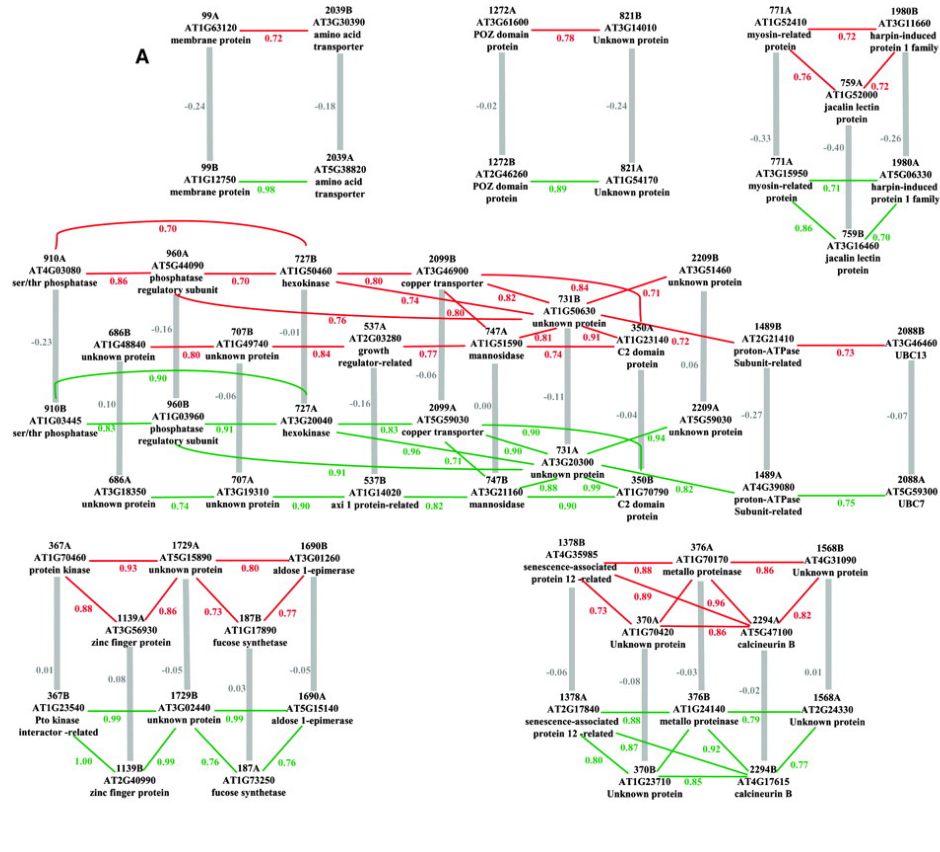 A
99A
AT1G63120
membrane protein
0.72
2039B
AT3G30390
amino acid
transporter
-0.24
-0.18
99B
AT1G12750
membrane protein
0.98
2039A
AT5G38820
amino acid
transporter
1272A
AT3G61600
POZ domain
protein
0.78
821B
AT3G14010
Unknown protein
-0.02
-0.24
1272B
AT2G46260
POZ domain
protein
0.89
821A
AT1G54170
Unknown protein
771A
AT1G52410
myosin-related
protein
0.72
1980B
AT3G11660
harpin-induced
protein 1 family
0.76
0.72
759A
AT1G52000
jacalin lectin
protein
-0.33
-0.40
-0.26
771A
AT3G15950
myosin-related
protein
0.71
1980A
AT5G06330
harpin-induced
protein 1 family
0.86
0.70
759B
AT3G16460
jacalin lectin
protein
0.70
910A
AT4G03080
ser/thr phosphatase
0.86
960A
AT5G44090
phosphatase
regulatory subunit
0.70
727B
AT1G50460
hexokinase
0.80
2099B
AT3G46900
copper transporter
0.84
2209B
AT3G51460
unknown protein
0.71
0.74
0.82
0.80
0.76
731B
AT1G50630
unknown protein
-0.23
-0.16
-0.01
686B
AT1G48840
unknown protein
0.80
707B
AT1G49740
unknown protein
0.84
537A
AT2G03280
growth
regulator-related
0.77
747A
AT1G51590
mannosidase
0.81
0.91
0.74
350A
AT1G23140
C2 domain
protein
0.72
1489B
AT2G21410
proton-ATPase
Subunit-related
0.73
2088B
AT3G46460
UBC13
0.90
0.10
-0.06
-0.16
-0.06
0.00
-0.11
-0.04
0.06
-0.27
-0.07
910B
AT1G03445
ser/thr phosphatase
0.83
960B
AT1G03960
phosphatase
regulatory subunit
0.91
727A
AT3G20040
hexokinase
0.83
2099A
AT5G59030
copper transporter
0.90
2209A
AT5G59030
unknown protein
0.94
0.96
0.90
0.71
0.91
731A
AT3G20300
unknown protein
686A
AT3G18350
unknown protein
0.74
707A
AT3G19310
unknown protein
0.90
537B
AT1G14020
axi 1 protein-related
0.82
747B
AT3G21160
mannosidase
0.88
0.99
0.90
350B
AT1G70790
C2 domain
protein
0.82
1489A
AT4G39080
proton-ATPase
Subunit-related
0.75
2088A
AT5G59300
UBC7
367A
AT1G70460
protein kinase
0.93
1729A
AT5G15890
unknown protein
0.80
1690B
AT3G01260
aldose 1-epimerase
0.88
0.86
0.73
0.77
1139A
AT3G56930
zinc finger protein
187B
AT1G17890
fucose synthetase
0.01
0.08
-0.05
0.03
-0.05
367B
AT1G23540
Pto kinase
interactor -related
0.99
1729B
AT3G02440
unknown protein
0.99
1690A
AT5G15140
aldose 1-epimerase
1.00
0.99
0.76
0.76
1139B
AT2G40990
zinc finger protein
187A
AT1G73250
fucose synthetase
1378B
AT4G35985
senescence-associated
protein 12 -related
0.88
376A
AT1G70170
metallo proteinase
0.86
1568B
AT4G31090
Unknown protein
0.89
0.73
0.96
0.82
370A
AT1G70420
Unknown protein
0.86
2294A
AT5G47100
calcineurin B
-0.06
-0.08
-0.03
-0.02
0.01
1378A
AT2G17840
senescence-associated
protein 12 -related
0.88
376B
AT1G24140
metallo proteinase
0.79
1568A
AT2G24330
Unknown protein
0.87
0.80
0.92
0.77
370B
AT1G23710
Unknown protein
0.85
2294B
AT4G17615
calcineurin B